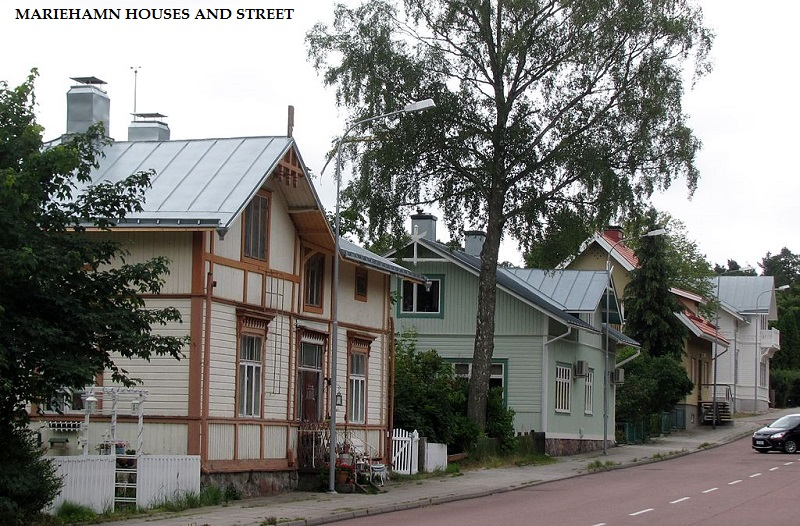 MARIEHAMN HOUSES AND STREET